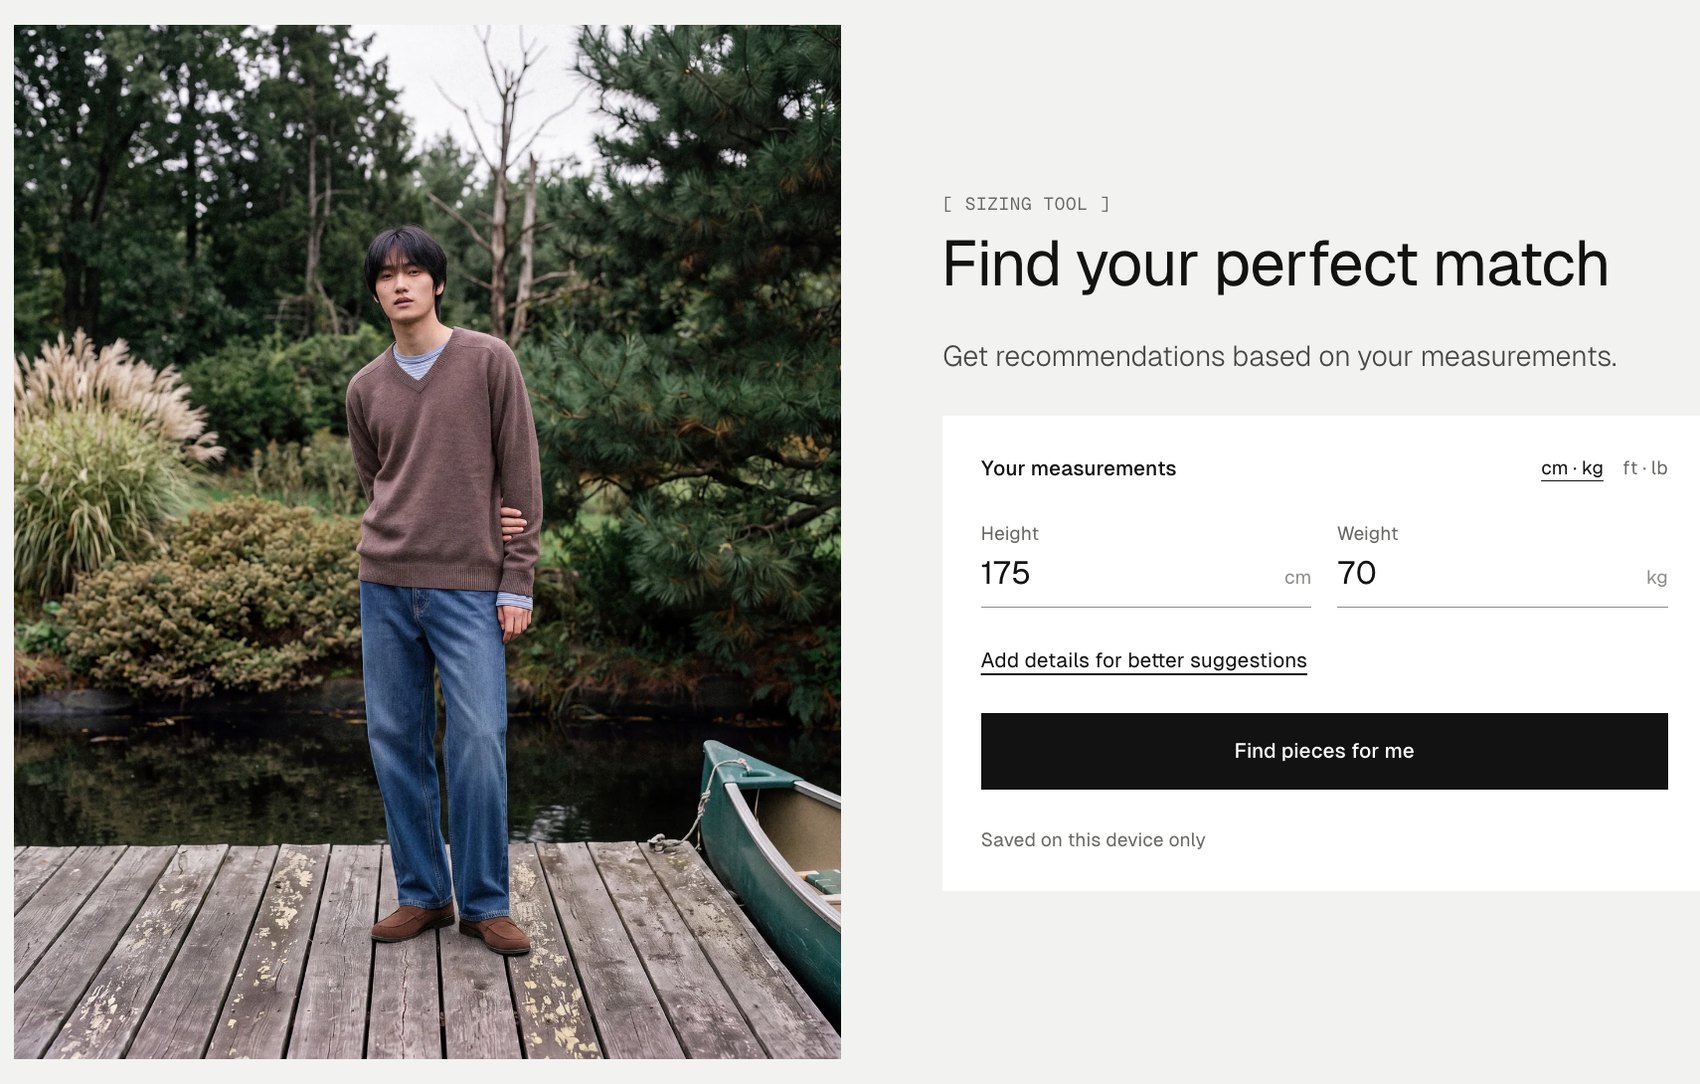 [ SIZING TOOL ]
Find your perfect match
Get recommendations based on your measurements.
Your measurements
cm · kg ft · lb
Height Weight
175 cm 70 kg
Add details for better suggestions
Find pieces for me
Saved on this device only